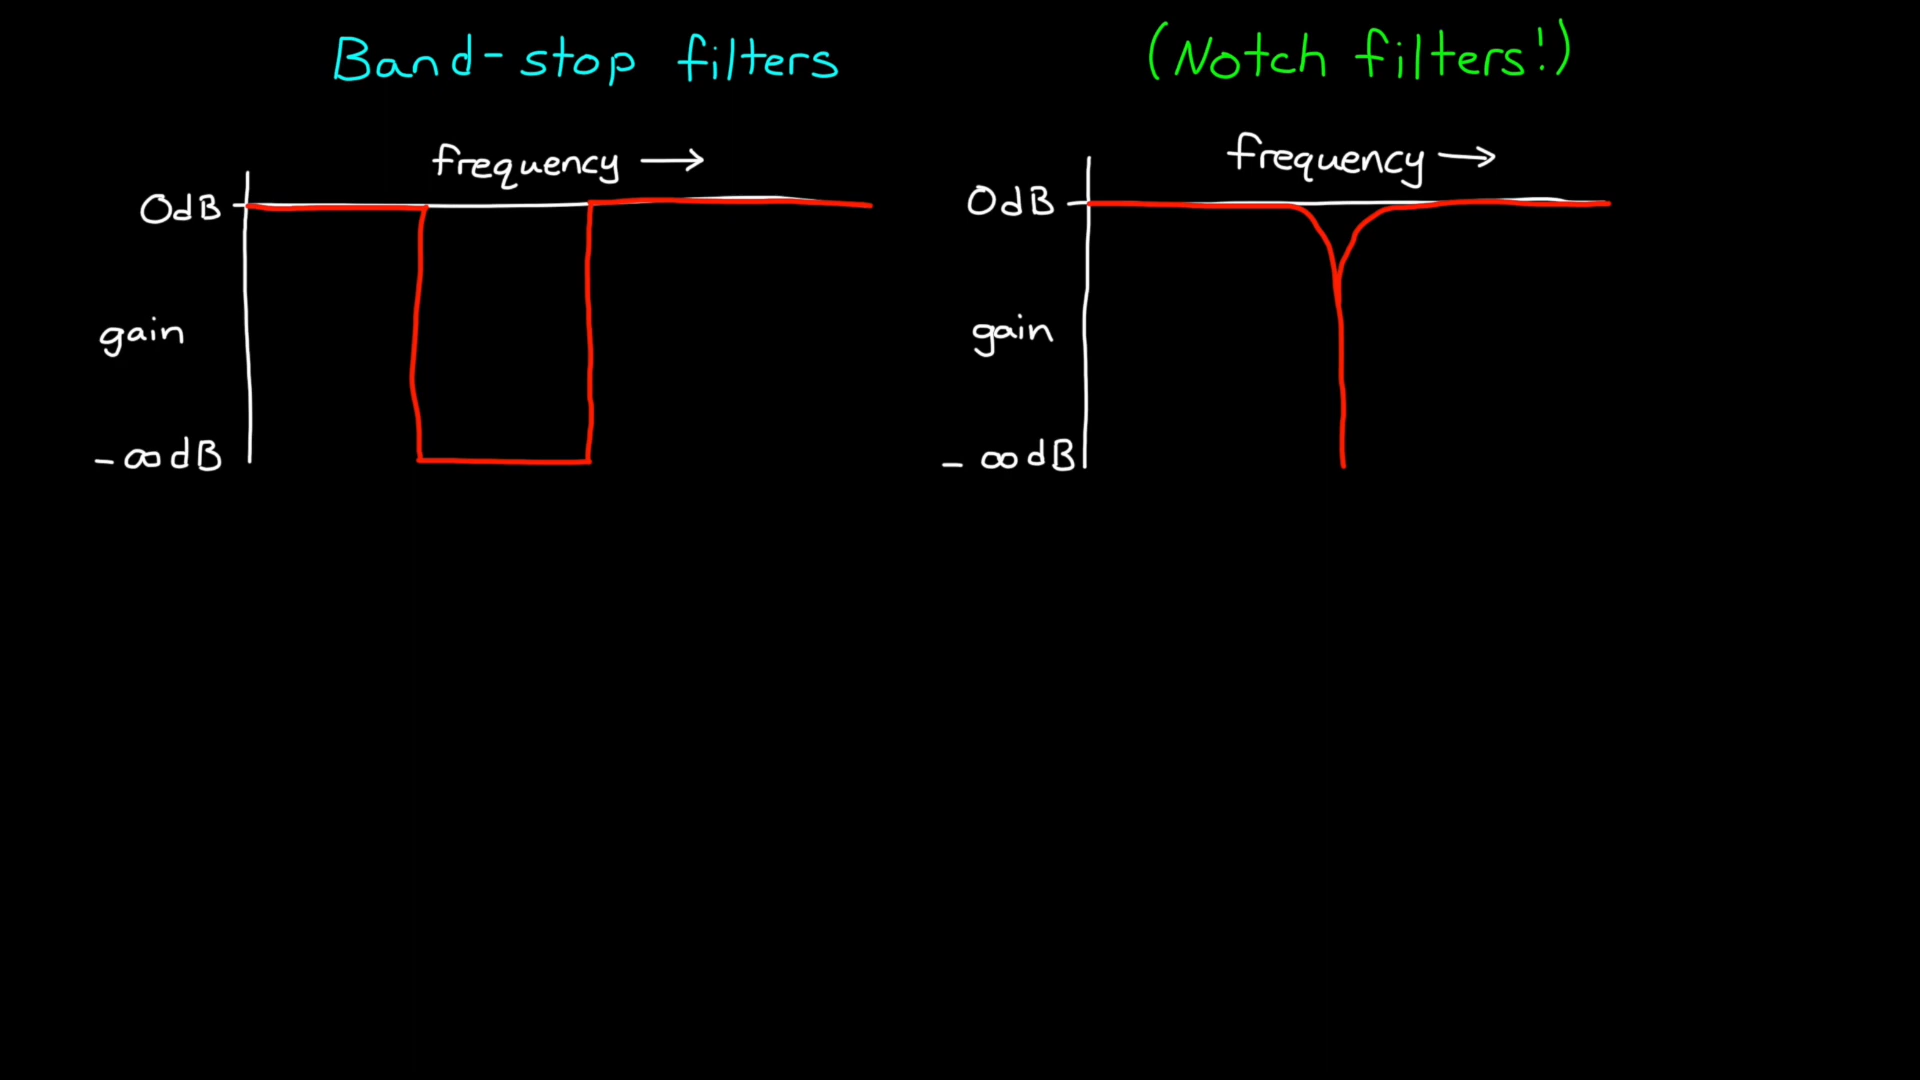 Band-stop filters
(Notch filters!)
frequency →
0dB
gain
-∞dB
frequency →
0dB
gain
-∞dB